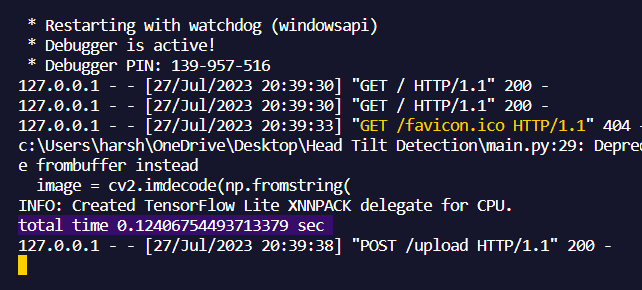 * Restarting with watchdog (windowsapi)
* Debugger is active!
* Debugger PIN: 139-957-516
127.0.0.1 - - [27/Jul/2023 20:39:30] "GET / HTTP/1.1" 200 -
127.0.0.1 - - [27/Jul/2023 20:39:30] "GET / HTTP/1.1" 200 -
127.0.0.1 - - [27/Jul/2023 20:39:33] "GET /favicon.ico HTTP/1.1" 404 -
c:\Users\harsh\OneDrive\Desktop\Head Tilt Detection\main.py:29: Depre
e frombuffer instead
image = cv2.imdecode(np.fromstring(
INFO: Created TensorFlow Lite XNNPACK delegate for CPU.
total time 0.12406754493713379 sec
127.0.0.1 - - [27/Jul/2023 20:39:38] "POST /upload HTTP/1.1" 200 -